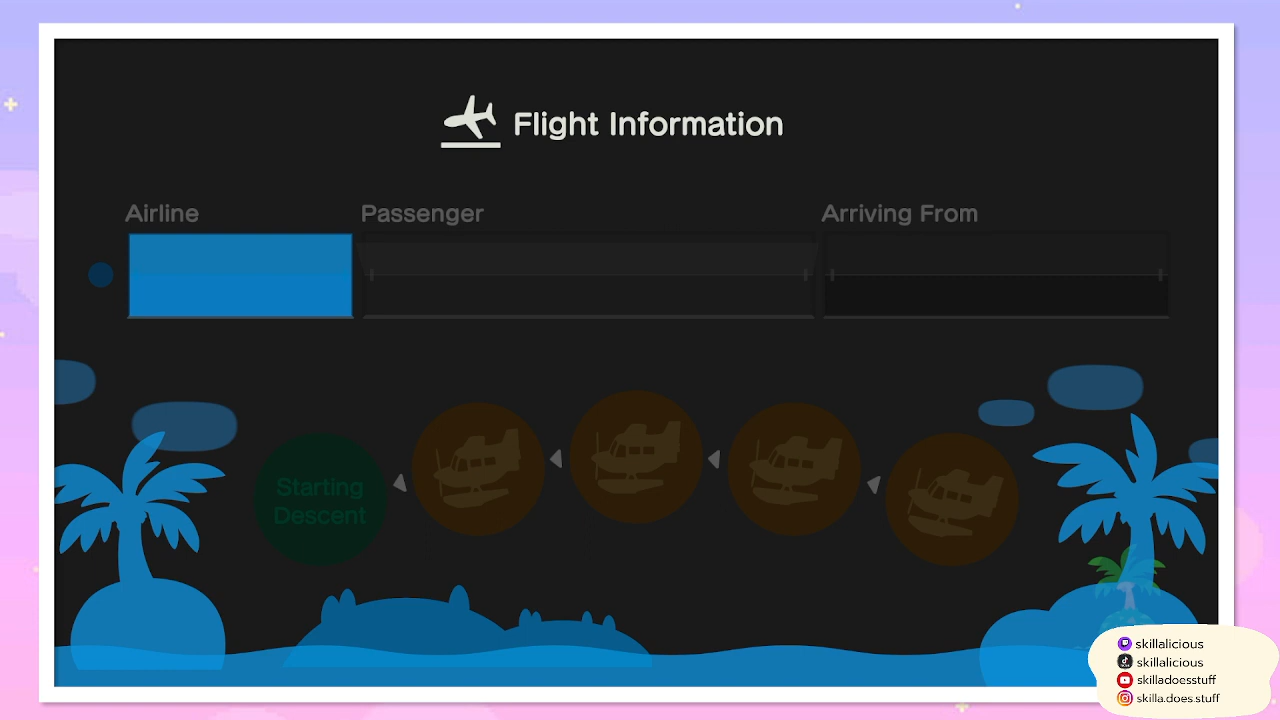 Flight Information
Airline
Passenger
Arriving From
Starting
Descent
skillalicious
skillalicious
skilladoesstuff
skilla.does.stuff